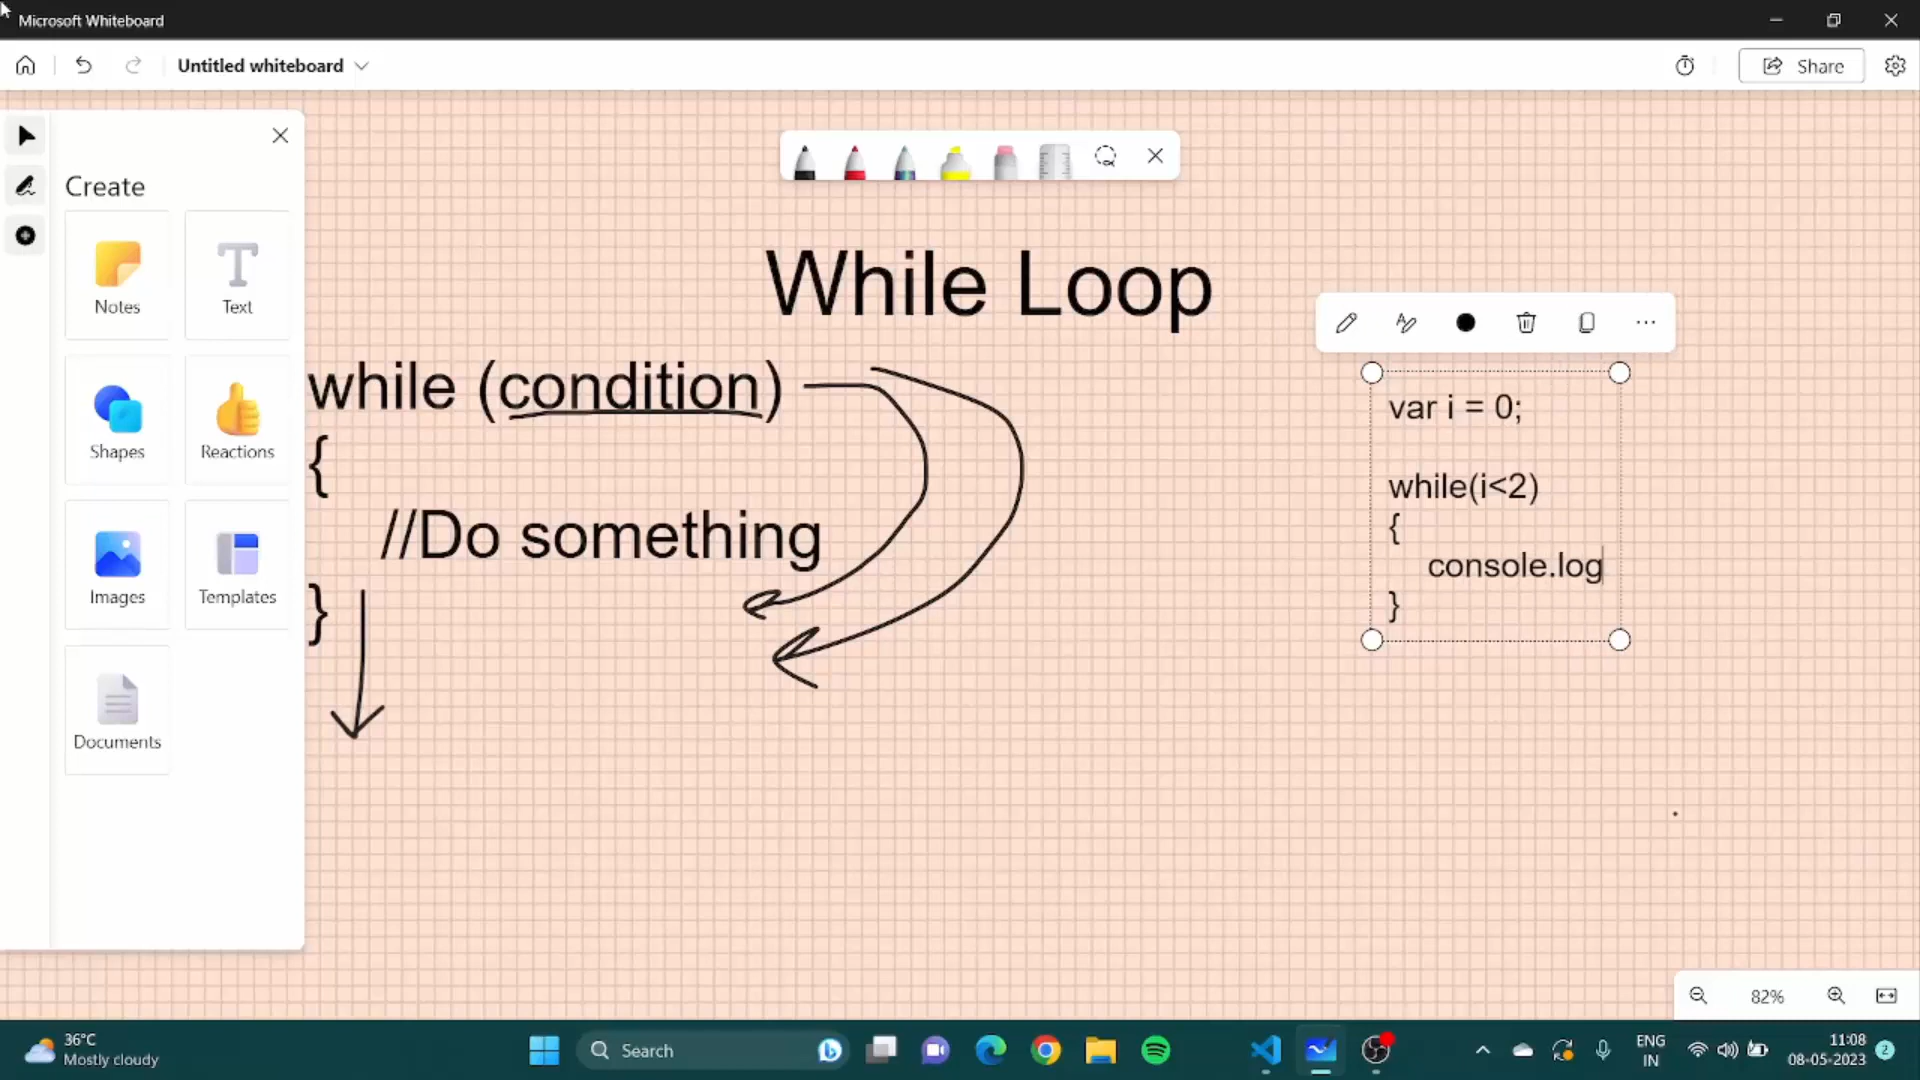 Microsoft Whiteboard
Untitled whiteboard
Share
Create
Notes
Text
Shapes
Reactions
Images
Templates
Documents
While Loop
while (condition)
{
//Do something
}
var i = 0;
while(i<2)
{
console.log
}
82%
36°C
Mostly cloudy
Search
ENG
IN
11:08
08-05-2023
2